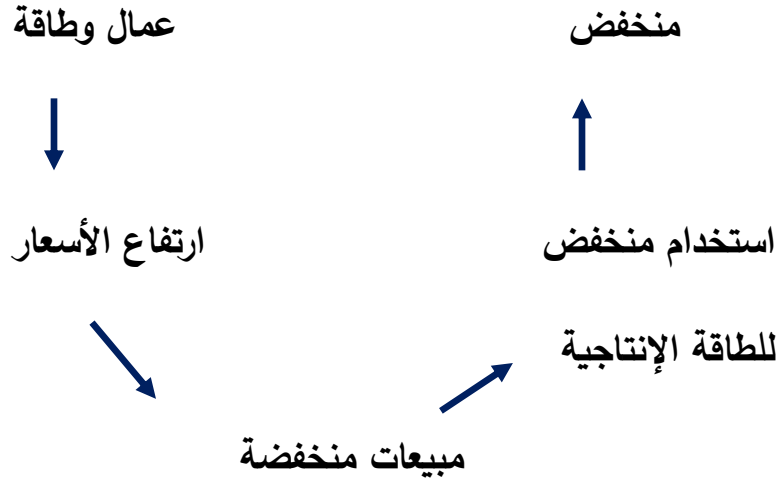 منخفض
عمال وطاقة
استخدام منخفض
للطاقة الإنتاجية
ارتفاع الأسعار
مبيعات منخفضة